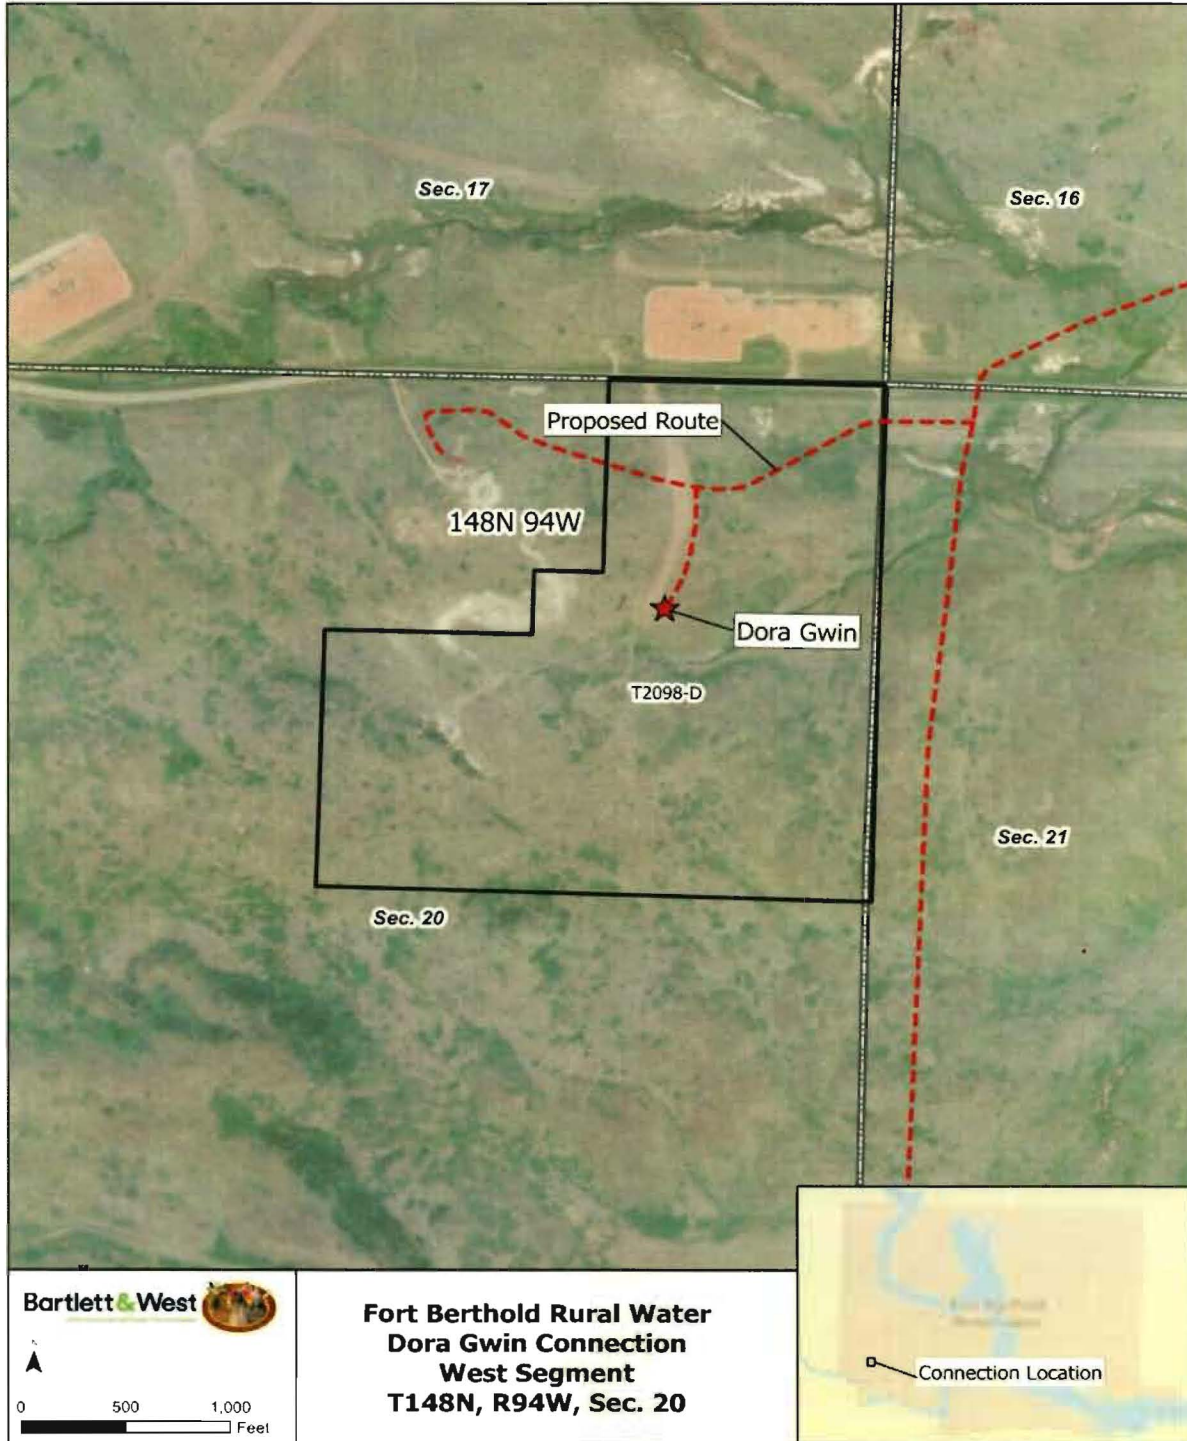 Sec. 17
Sec. 16
Proposed Route
148N 94W
Dora Gwin
T2098-D
Sec. 21
Sec. 20
Bartlett&West
0 500 1,000
Feet
Fort Berthold Rural Water
Dora Gwin Connection
West Segment
T148N, R94W, Sec. 20
Connection Location